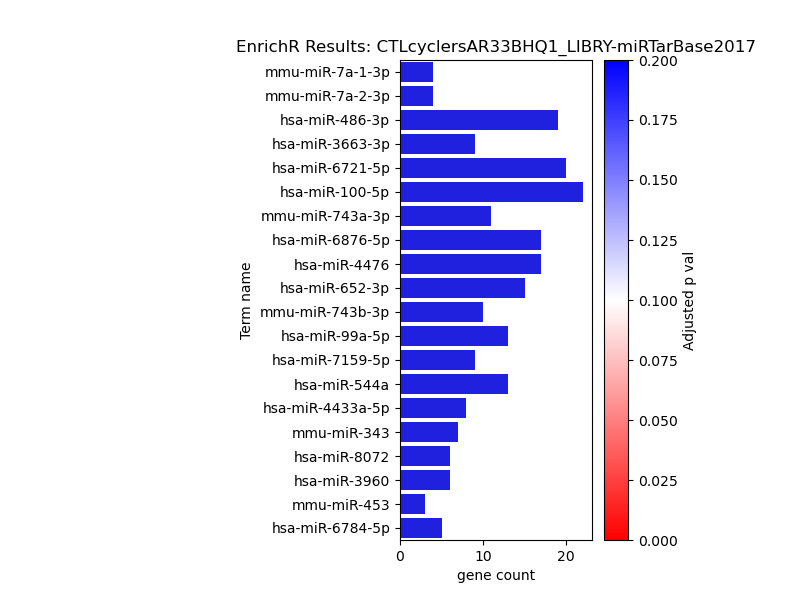 EnrichR Results: CTLcyclersAR33BHQ1_LIBRY-miRTarBase2017
mmu-miR-7a-1-3p
mmu-miR-7a-2-3p
hsa-miR-486-3p
hsa-miR-3663-3p
hsa-miR-6721-5p
hsa-miR-100-5p
mmu-miR-743a-3p
hsa-miR-6876-5p
hsa-miR-4476
hsa-miR-652-3p
mmu-miR-743b-3p
hsa-miR-99a-5p
hsa-miR-7159-5p
hsa-miR-544a
hsa-miR-4433a-5p
mmu-miR-343
hsa-miR-8072
hsa-miR-3960
mmu-miR-453
hsa-miR-6784-5p
Term name
0 10 20
gene count
0.200
0.175
0.150
0.125
0.100
0.075
0.050
0.025
0.000
Adjusted p val